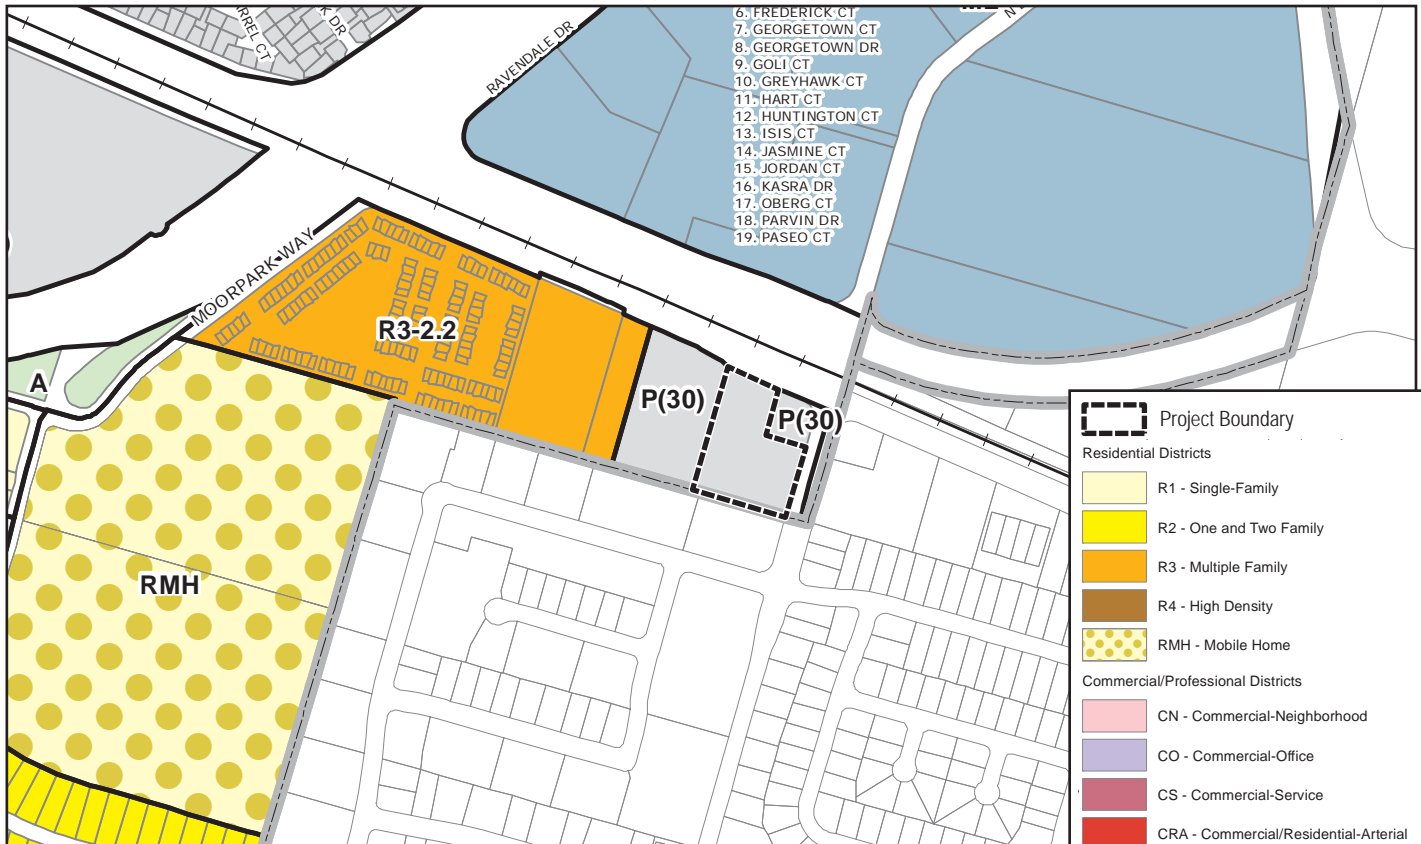 RAVENDALE DR
6. FREDERICK CT
7. GEORGETOWN CT
8. GEORGETOWN DR
9. GOLI CT
10. GREYHAWK CT
11. HART CT
12. HUNTINGTON CT
13. ISIS CT
14. JASMINE CT
15. JORDAN CT
16. KASRA DR
17. OBERG CT
18. PARVIN DR
19. PASEO CT
MOORPARK WAY
R3-2.2
A
P(30)
P(30)
RMH
Project Boundary
Residential Districts
R1 - Single-Family
R2 - One and Two Family
R3 - Multiple Family
R4 - High Density
RMH - Mobile Home
Commercial/Professional Districts
CN - Commercial-Neighborhood
CO - Commercial-Office
CS - Commercial-Service
CRA - Commercial/Residential-Arterial